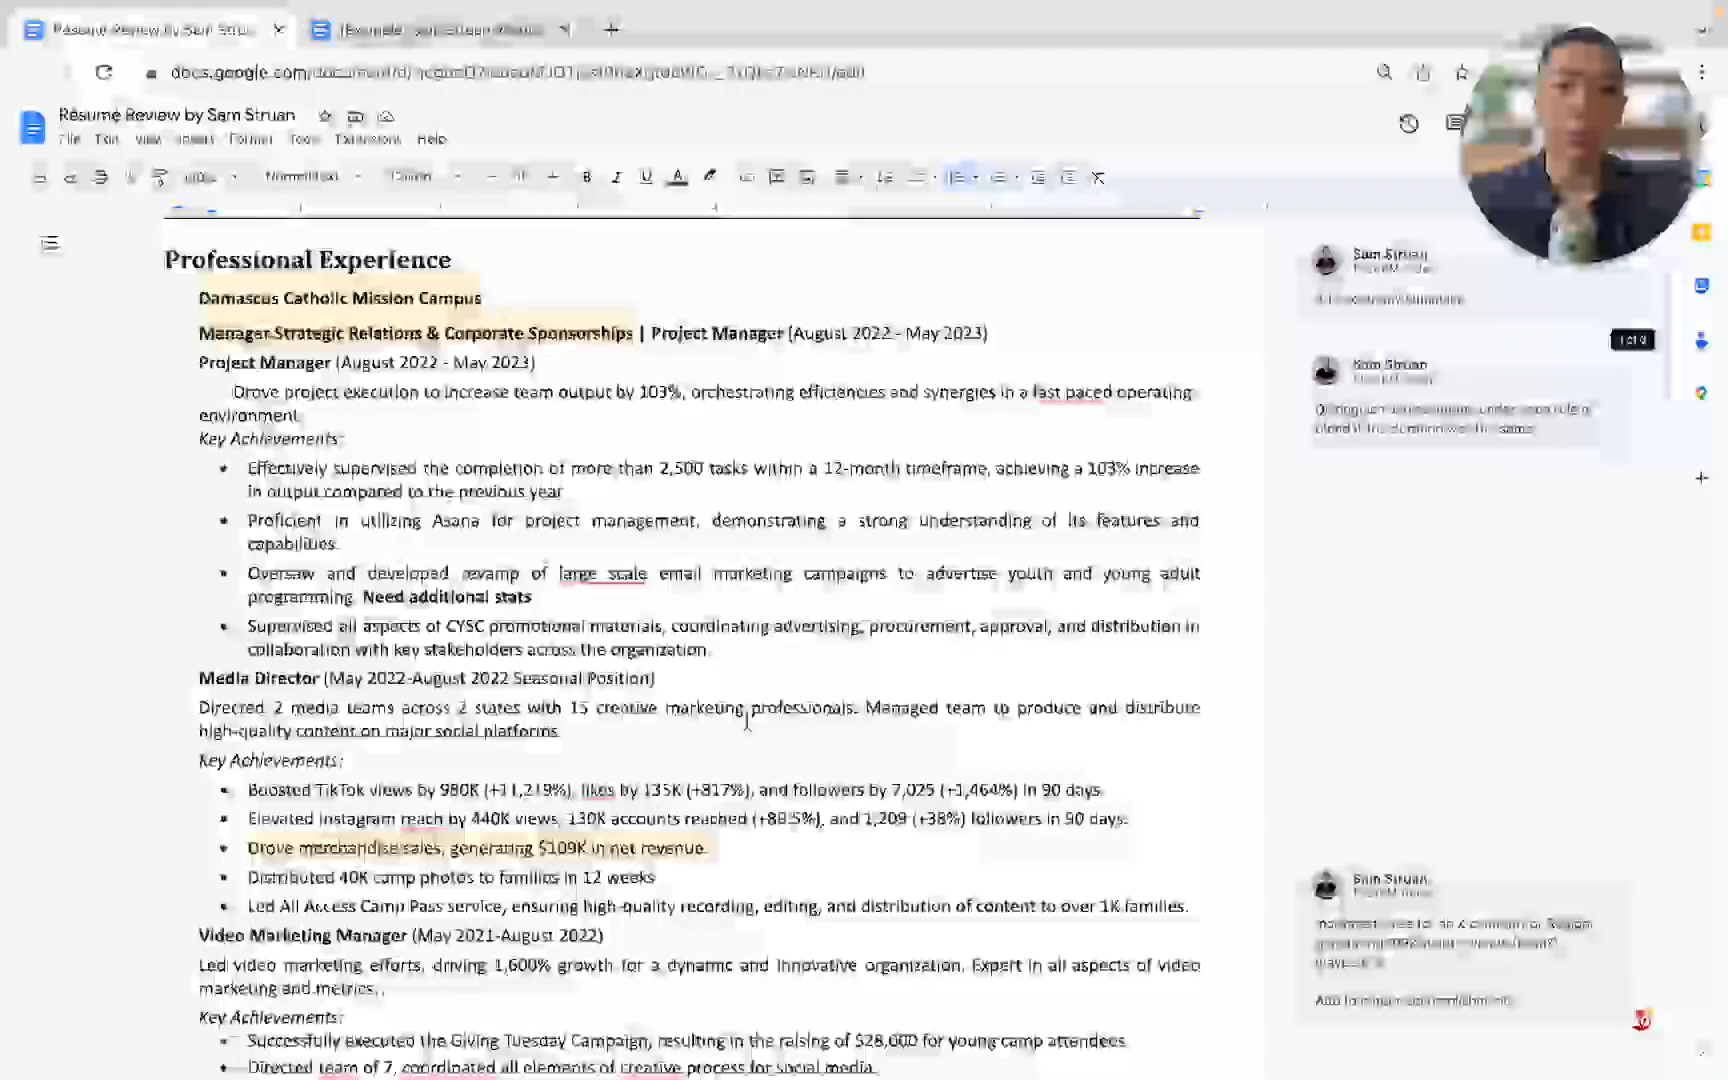 Résumé Review by Sam Stru
docs.google.com/document/d/
Résumé Review by Sam Struan
File Edit View Format Tools Extensions Help
Normal text
B I U A
Professional Experience
Damascus Catholic Mission Campus
Manager Strategic Relations & Corporate Sponsorships | Project Manager (August 2022 - May 2023)
Project Manager (August 2022 - May 2023)
Drove project execution to increase team output by 103%, orchestrating efficiencies and synergies in a fast paced operating
environment.
Key Achievements:
Effectively supervised the completion of more than 2,500 tasks within a 12-month timeframe, achieving a 103% increase
in output compared to the previous year
Proficient in utilizing Asana for project management, demonstrating a strong understanding of its features and
capabilities.
Oversaw and developed revamp of large scale email marketing campaigns to advertise youth and young adult
programming. Need additional stats
Supervised all aspects of CYSC promotional materials, coordinating advertising, procurement, approval, and distribution in
collaboration with key stakeholders across the organization.
Media Director (May 2022-August 2022 Seasonal Position)
Directed 2 media teams across 2 states with 15 creative marketing professionals. Managed team to produce and distribute
high-quality content on major social platforms
Key Achievements:
Boosted TikTok views by 980K (+11,219%), likes by 135K (+817%), and followers by 7,025 (+1,464%) in 90 days.
Elevated Instagram reach by 440K views, 130K accounts reached (+89.5%), and 1,209 (+38%) followers in 90 days.
Drove merchandise sales, generating $109K in net revenue.
Distributed 40K camp photos to families in 12 weeks
Led All Access Camp Pass service, ensuring high-quality recording, editing, and distribution of content to over 1K families.
Video Marketing Manager (May 2021-August 2022)
Led video marketing efforts, driving 1,600% growth for a dynamic and innovative organization. Expert in all aspects of video
marketing and metrics.
Key Achievements:
Successfully executed the Giving Tuesday Campaign, resulting in the raising of $28,000 for young camp attendees.
Directed team of 7, coordinated all elements of creative process for social media.
Sam Struan
Sam Struan
Sam Struan